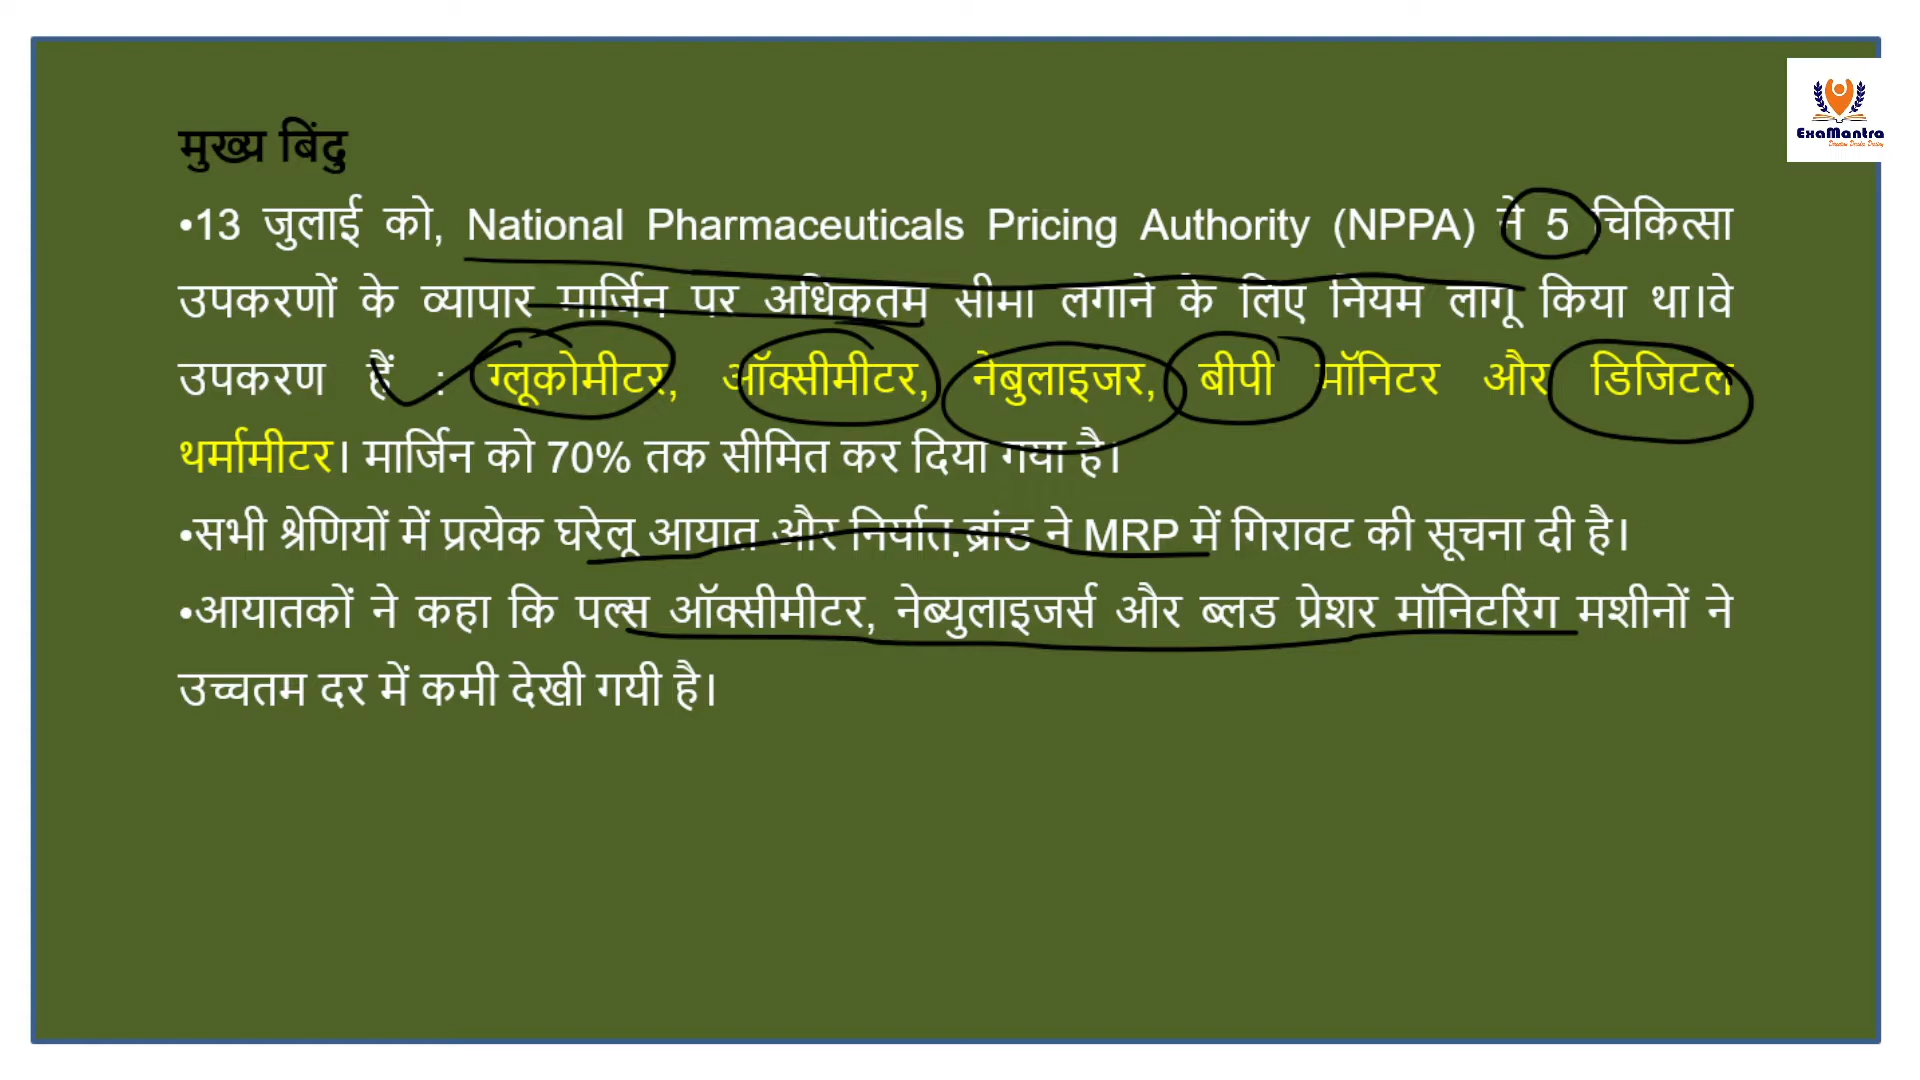 ExaMantra
मुख्य बिंदु
•13 जुलाई को, National Pharmaceuticals Pricing Authority (NPPA) ने 5 चिकित्सा
उपकरणों के व्यापार मार्जिन पर अधिकतम सीमा लगाने के लिए नियम लागू किया था।वे
उपकरण हैं : ग्लूकोमीटर, ऑक्सीमीटर, नेबुलाइजर, बीपी मॉनिटर और डिजिटल
थर्मामीटर। मार्जिन को 70% तक सीमित कर दिया गया है।
•सभी श्रेणियों में प्रत्येक घरेलू आयात और निर्यात ब्रांड ने MRP में गिरावट की सूचना दी है।
•आयातकों ने कहा कि पल्स ऑक्सीमीटर, नेब्युलाइजर्स और ब्लड प्रेशर मॉनिटरिंग मशीनों ने
उच्चतम दर में कमी देखी गयी है।